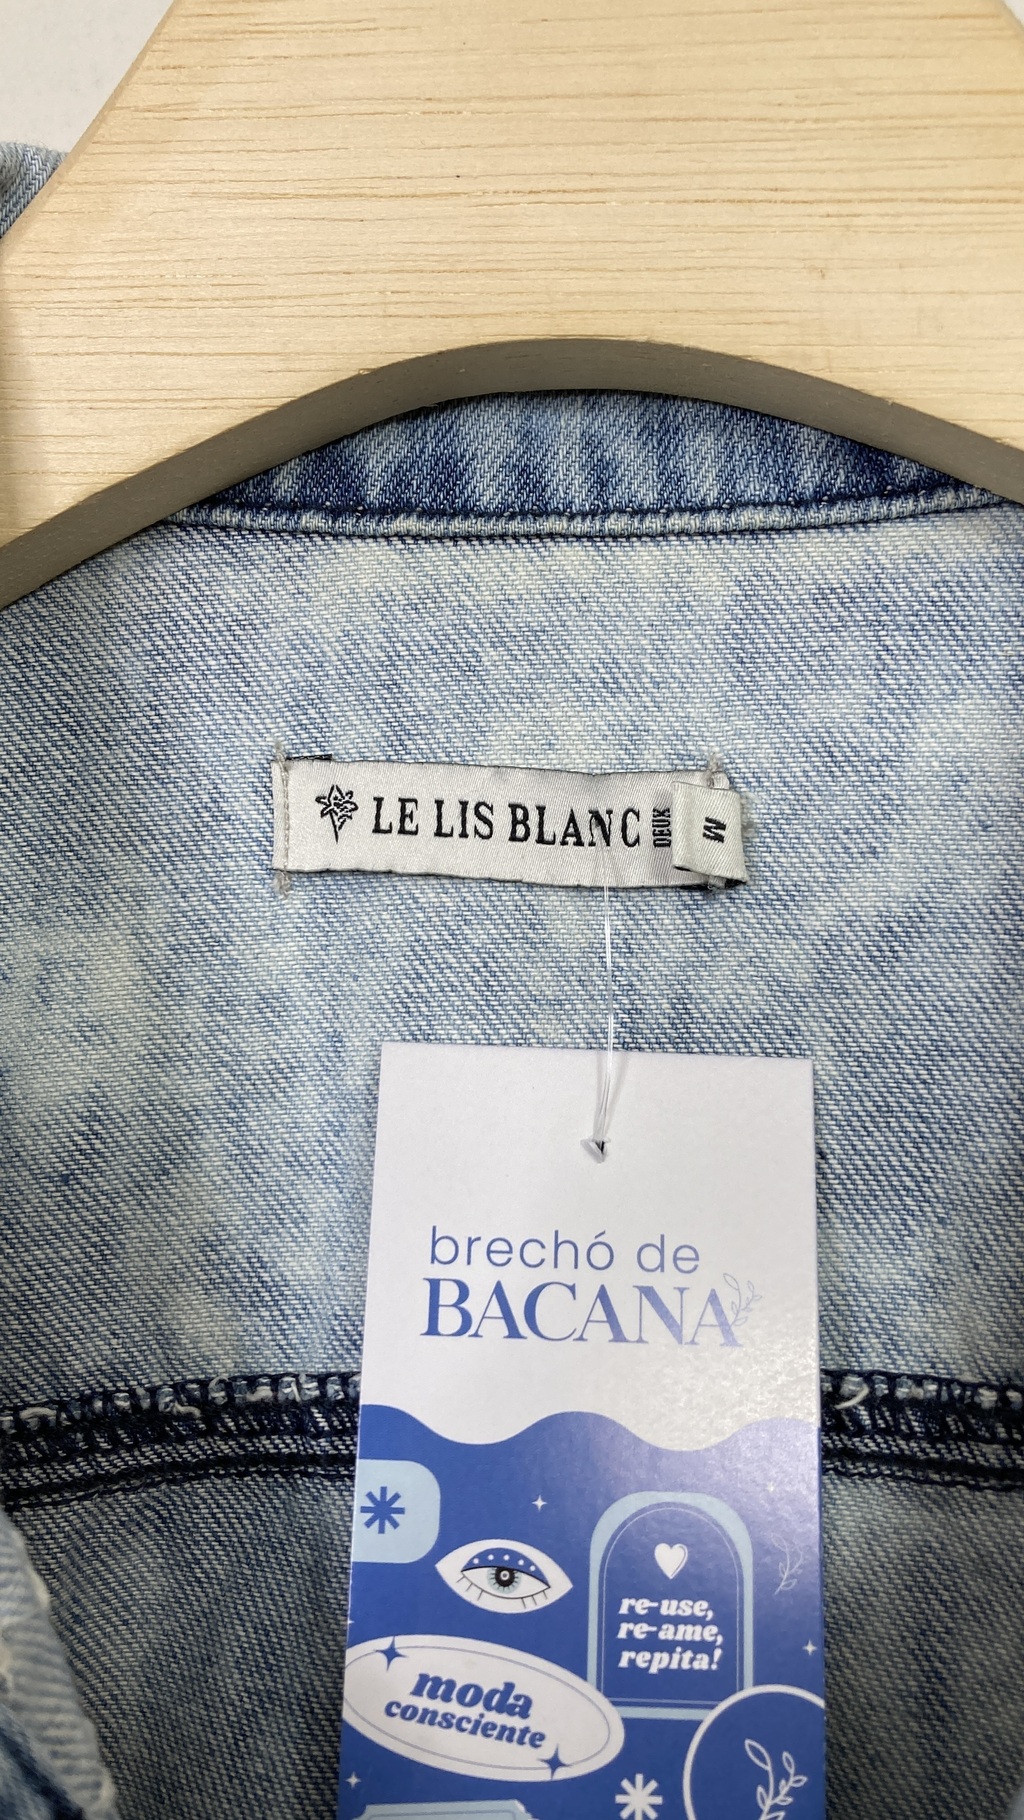 LE LIS BLANC DEUX M
brechó de
BACANA
re-use,
re-ame,
repita!
moda
consciente